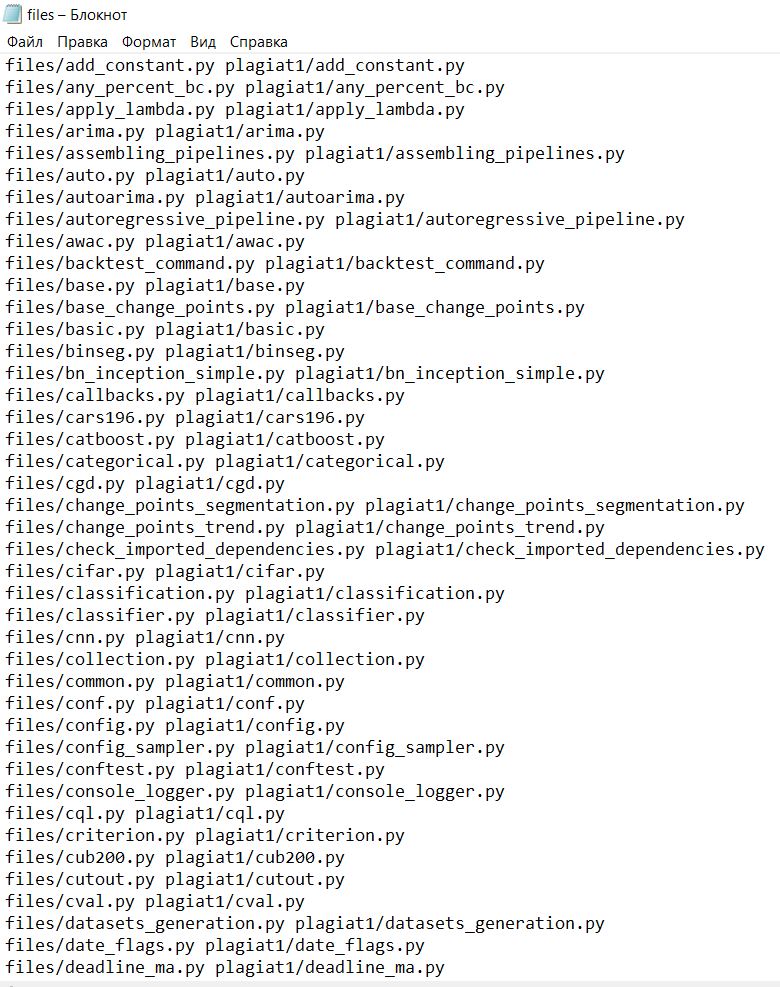 files – Блокнот
Файл Правка Формат Вид Справка
files/add_constant.py plagiat1/add_constant.py
files/any_percent_bc.py plagiat1/any_percent_bc.py
files/apply_lambda.py plagiat1/apply_lambda.py
files/arima.py plagiat1/arima.py
files/assembling_pipelines.py plagiat1/assembling_pipelines.py
files/auto.py plagiat1/auto.py
files/autoarima.py plagiat1/autoarima.py
files/autoregressive_pipeline.py plagiat1/autoregressive_pipeline.py
files/awac.py plagiat1/awac.py
files/backtest_command.py plagiat1/backtest_command.py
files/base.py plagiat1/base.py
files/base_change_points.py plagiat1/base_change_points.py
files/basic.py plagiat1/basic.py
files/binseg.py plagiat1/binseg.py
files/bn_inception_simple.py plagiat1/bn_inception_simple.py
files/callbacks.py plagiat1/callbacks.py
files/cars196.py plagiat1/cars196.py
files/catboost.py plagiat1/catboost.py
files/categorical.py plagiat1/categorical.py
files/cgd.py plagiat1/cgd.py
files/change_points_segmentation.py plagiat1/change_points_segmentation.py
files/change_points_trend.py plagiat1/change_points_trend.py
files/check_imported_dependencies.py plagiat1/check_imported_dependencies.py
files/cifar.py plagiat1/cifar.py
files/classification.py plagiat1/classification.py
files/classifier.py plagiat1/classifier.py
files/cnn.py plagiat1/cnn.py
files/collection.py plagiat1/collection.py
files/common.py plagiat1/common.py
files/conf.py plagiat1/conf.py
files/config.py plagiat1/config.py
files/config_sampler.py plagiat1/config_sampler.py
files/conftest.py plagiat1/conftest.py
files/console_logger.py plagiat1/console_logger.py
files/cql.py plagiat1/cql.py
files/criterion.py plagiat1/criterion.py
files/cub200.py plagiat1/cub200.py
files/cutout.py plagiat1/cutout.py
files/cval.py plagiat1/cval.py
files/datasets_generation.py plagiat1/datasets_generation.py
files/date_flags.py plagiat1/date_flags.py
files/deadline_ma.py plagiat1/deadline_ma.py